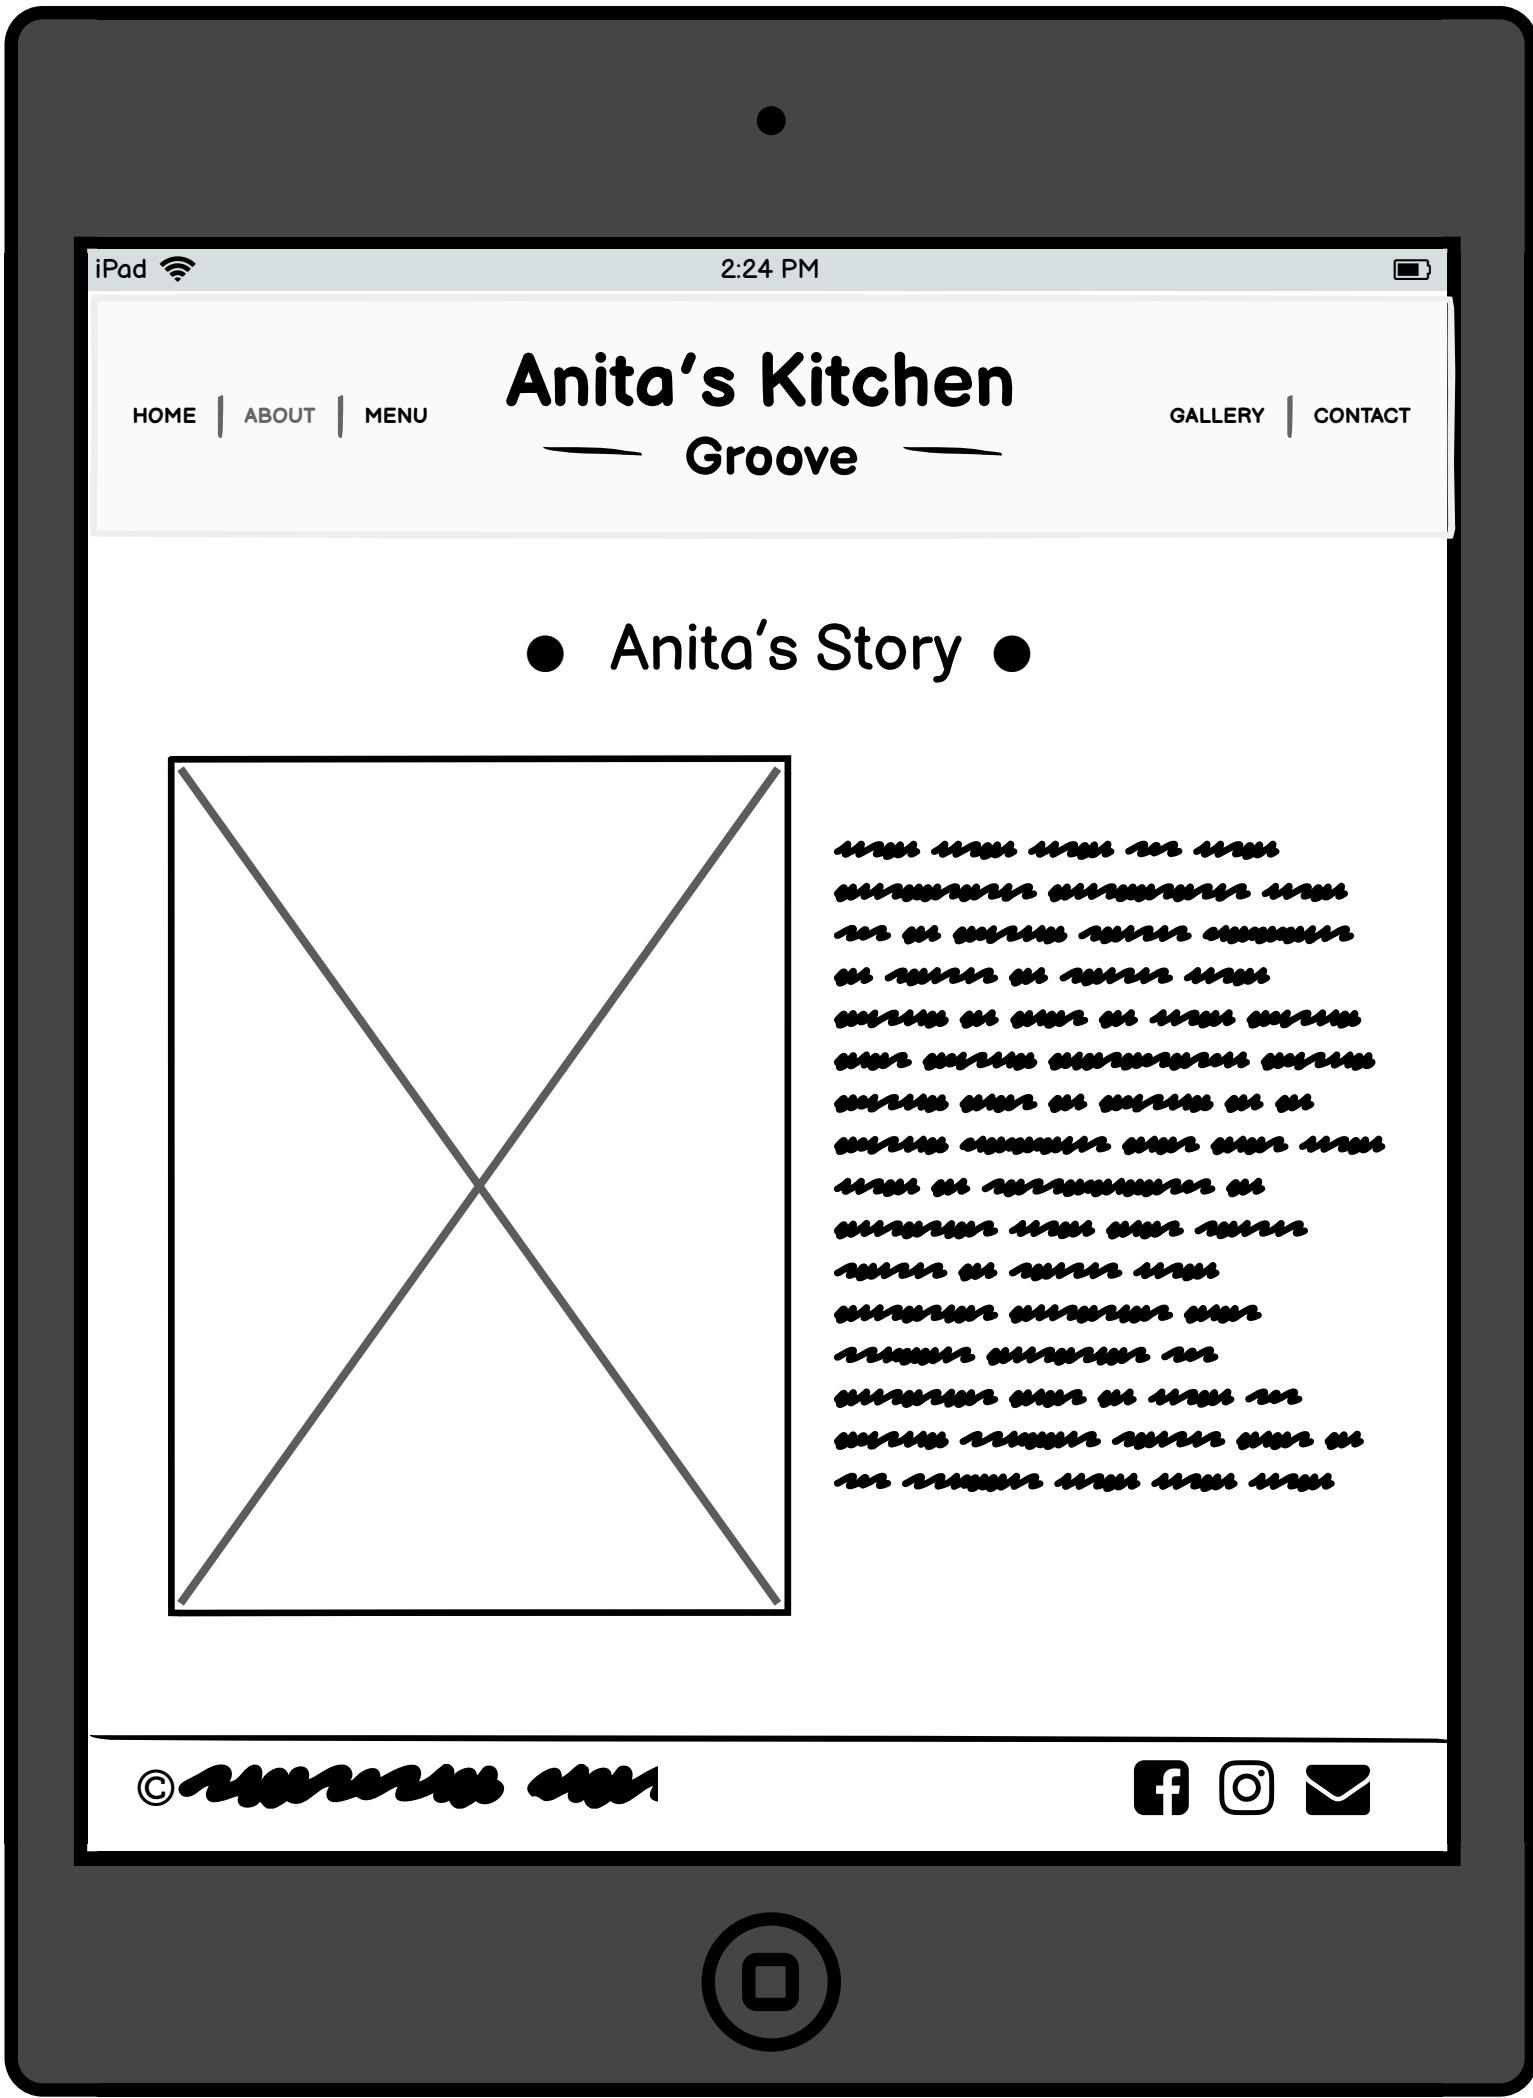 iPad 2:24 PM
HOME | ABOUT | MENU
Anita's Kitchen
Groove
GALLERY | CONTACT
Anita's Story
©